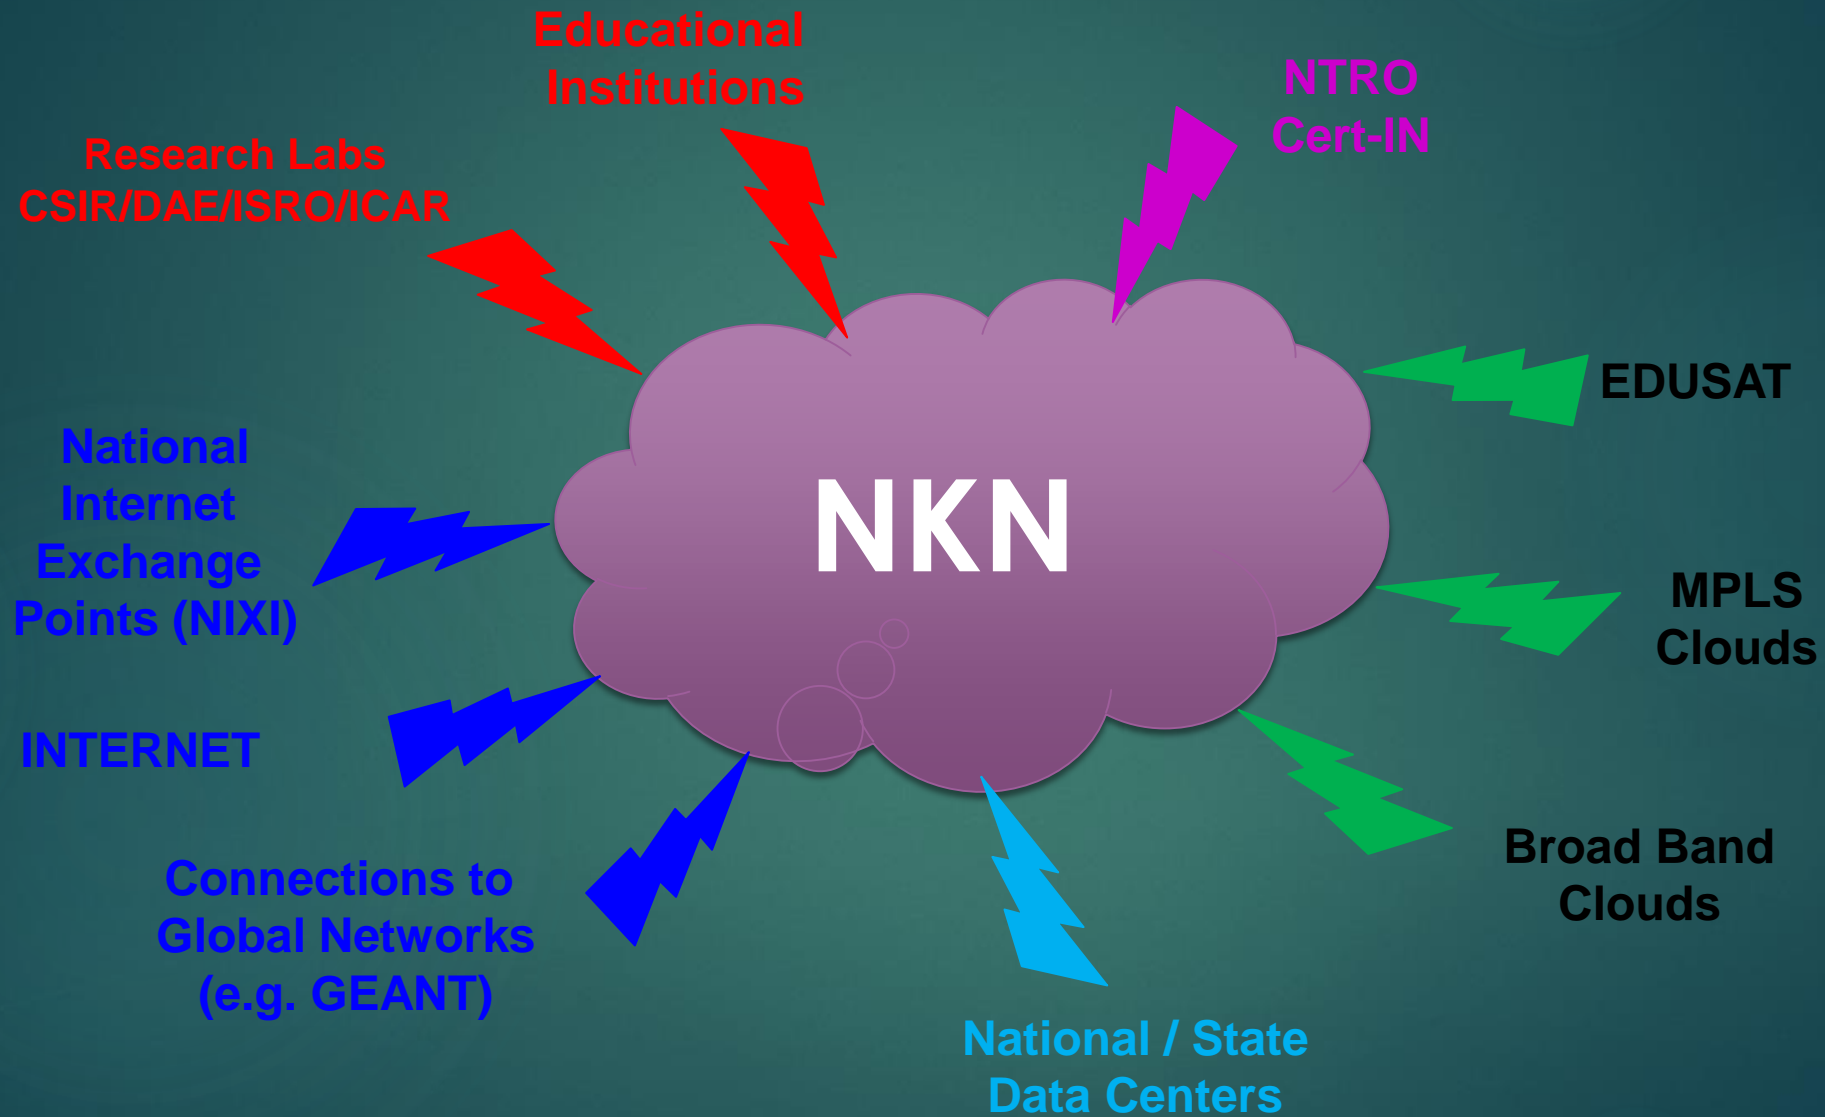 Educational
Institutions
NTRO
Cert-IN
Research Labs
CSIR/DAE/ISRO/ICAR
EDUSAT
National
Internet
Exchange
Points (NIXI)
NKN
MPLS
Clouds
INTERNET
Broad Band
Clouds
Connections to
Global Networks
(e.g. GEANT)
National / State
Data Centers